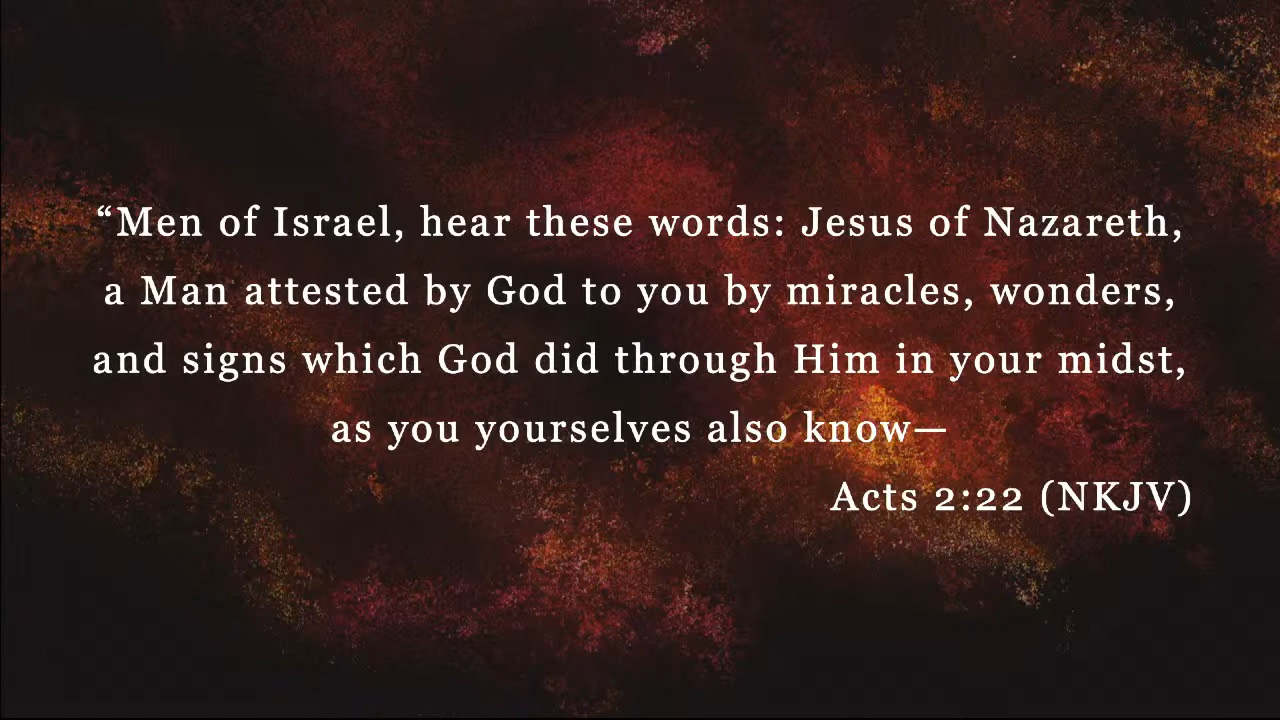 “Men of Israel, hear these words: Jesus of Nazareth,
a Man attested by God to you by miracles, wonders,
and signs which God did through Him in your midst,
as you yourselves also know—
Acts 2:22 (NKJV)